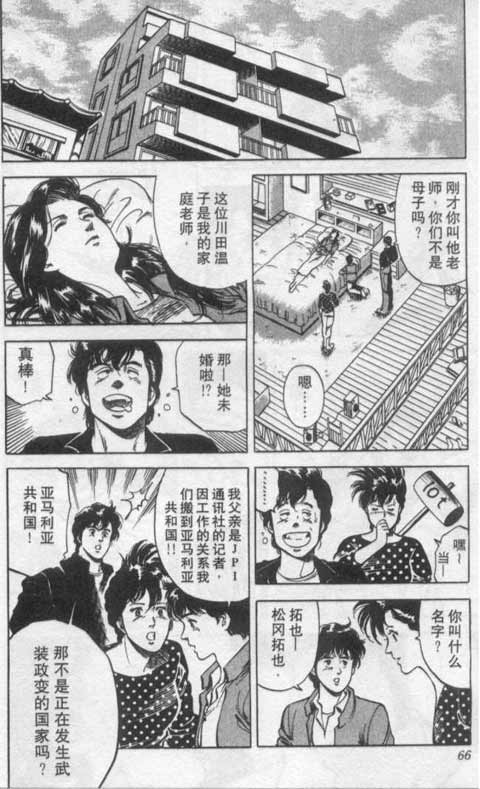 刚才你叫他老
师，你们不是
母子吗？
嗯……
这位川田温
子是我的家
庭老师．
那—她未
婚啦!?
真棒！
嘿~
当—
10t
………
你叫什么
名字？
拓也—
松冈拓也．
我父亲是JPI
通讯社的记者，
因工作的关系我
们搬到亚马利亚
共和国!!
亚马利亚
共和国！
那不是正在发生武
装政变的国家吗？
66